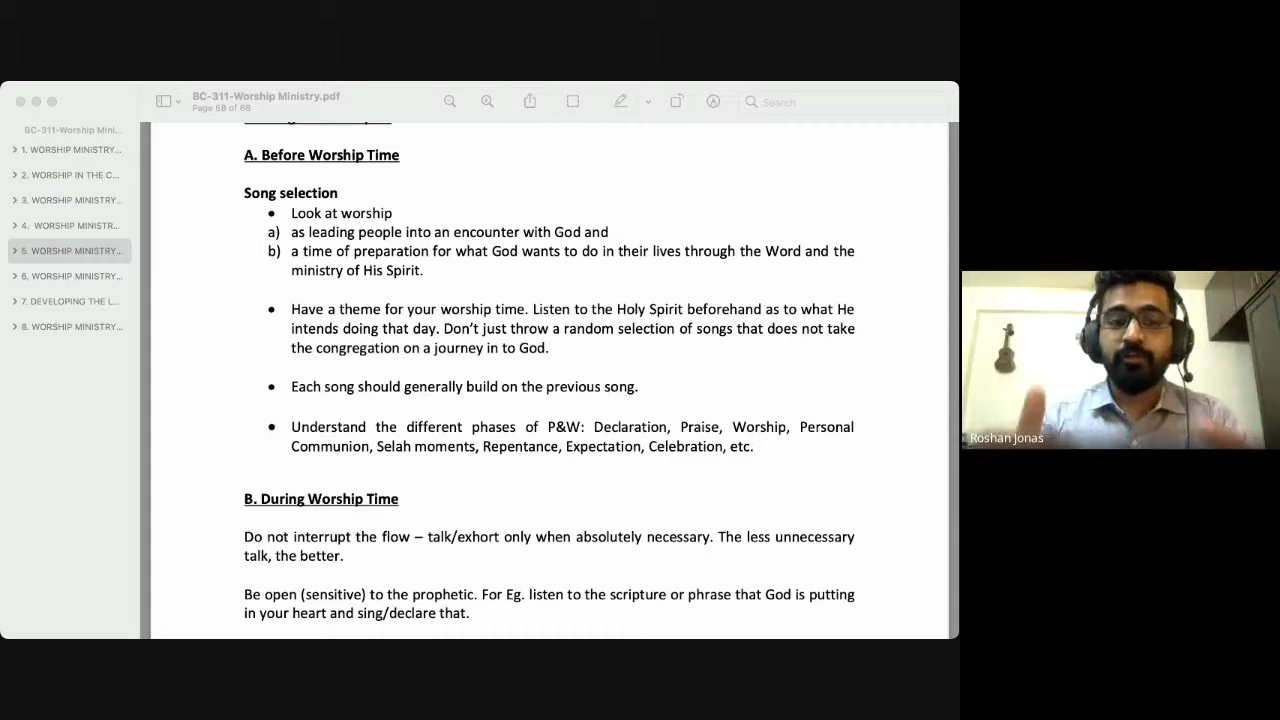 BC-311-Worship Ministry.pdf
Page 58 of 68
Search
BC-311-Worship Mini...
1. WORSHIP MINISTRY...
2. WORSHIP IN THE C...
3. WORSHIP MINISTRY...
4. WORSHIP MINISTR...
5. WORSHIP MINISTRY...
6, WORSHIP MINISTRY...
7. DEVELOPING THE L...
8. WORSHIP MINISTRY...
A. Before Worship Time
Song selection
• Look at worship
a) as leading people into an encounter with God and
b) a time of preparation for what God wants to do in their lives through the Word and the
ministry of His Spirit.
• Have a theme for your worship time. Listen to the Holy Spirit beforehand as to what He
intends doing that day. Don't just throw a random selection of songs that does not take
the congregation on a journey in to God.
• Each song should generally build on the previous song.
• Understand the different phases of P&W: Declaration, Praise, Worship, Personal
Communion, Selah moments, Repentance, Expectation, Celebration, etc.
B. During Worship Time
Do not interrupt the flow – talk/exhort only when absolutely necessary. The less unnecessary
talk, the better.
Be open (sensitive) to the prophetic. For Eg. listen to the scripture or phrase that God is putting
in your heart and sing/declare that.
Roshan Jonas